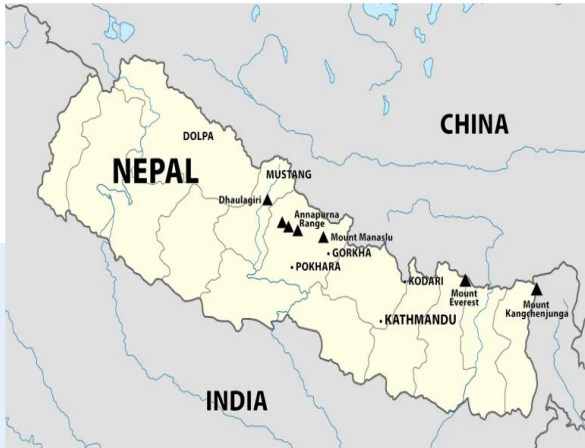 CHINA
DOLPA
NEPAL
MUSTANG
Dhaulagiri
Annapurna
Range
Mount Manaslu
GORKHA
POKHARA
KODARI
Mount
Everest
Mount
Kangchenjunga
KATHMANDU
INDIA